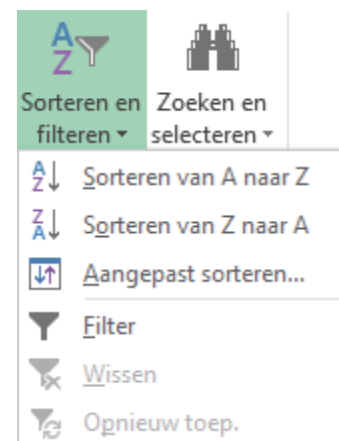 Sorteren en
filteren
Zoeken en
selecteren
Sorteren van A naar Z
Sorteren van Z naar A
Aangepast sorteren...
Filter
Wissen
Opnieuw toep.